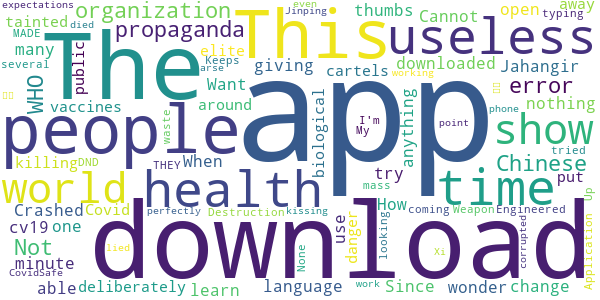 expectations MADE died several Jinping typing even Cannot open away
organization thumbs
tainted propaganda elite
many public Keeps giving cartels downloaded Jahangir
The This useless
WHO vaccines Want around biological error nothing
people app show
I'm My anything point phone working
killing DND waste When try Chinese
world health time
THEY mass How put
Crashed Covid Destruction kissing Weapon Engineered
Not cv19 one use danger looking coming tried
minute lied None Xi corrupted Application Up
able CovidSafe deliberately learn language work Since wonder change
download
perfectly arse